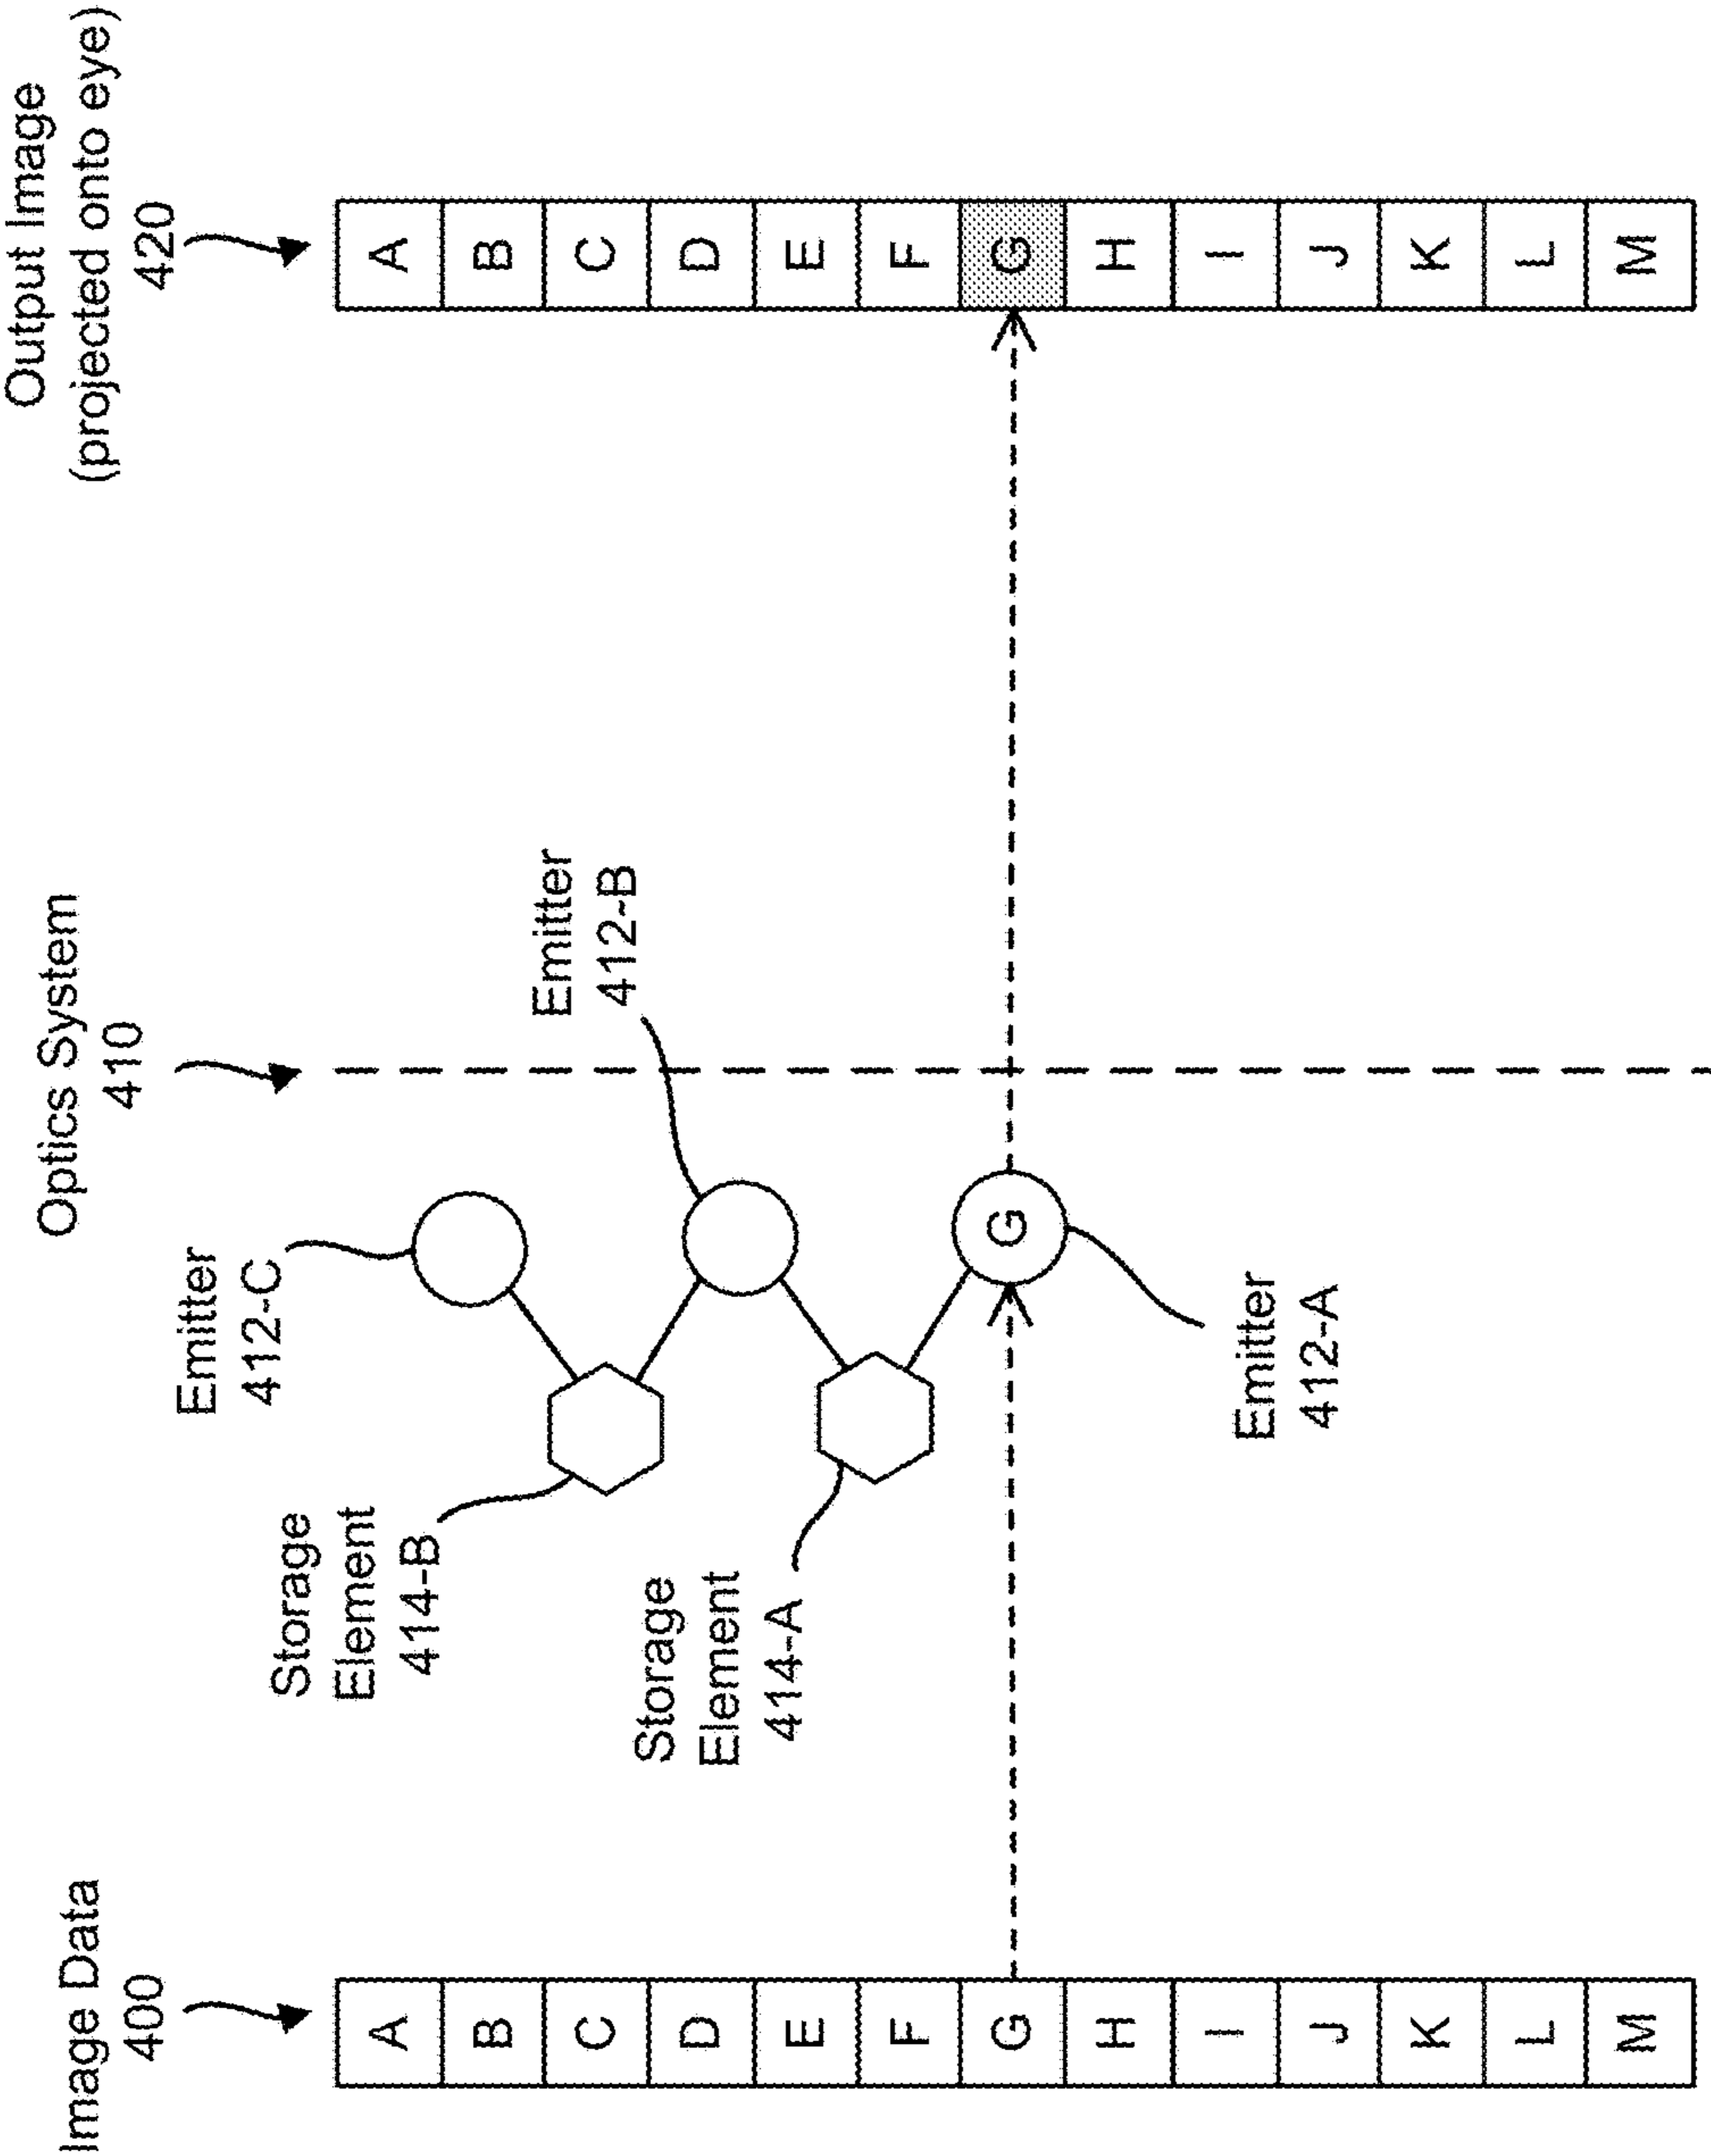 Image Data
400
A
B
C
D
E
F
G
H
I
J
K
L
M
Storage
Element
414-B
Storage
Element
414-A
Emitter
412-C
G
Emitter
412-A
Emitter
412-B
Optics System
410
Output Image
(projected onto eye)
420
A
B
C
D
E
F
G
H
I
J
K
L
M